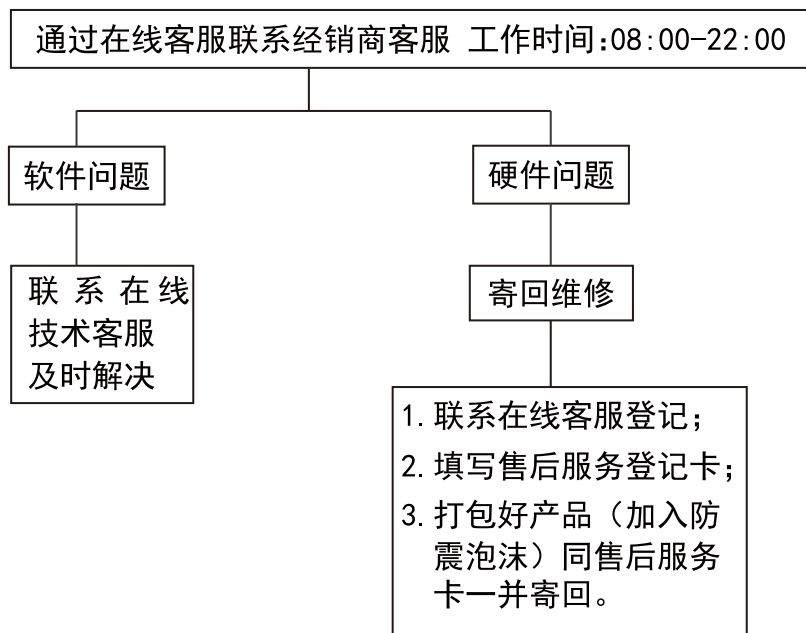 通过在线客服联系经销商客服 工作时间:08:00-22:00
软件问题
硬件问题
联系在线
技术客服
及时解决
寄回维修
1. 联系在线客服登记;
2. 填写售后服务登记卡;
3. 打包好产品（加入防
震泡沫）同售后服务
卡一并寄回。